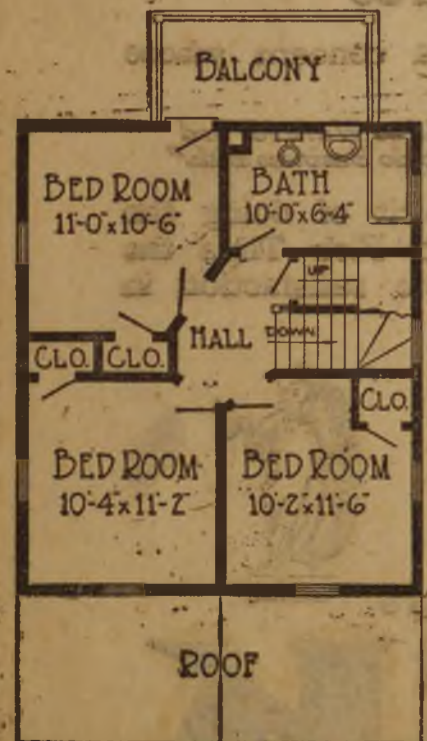 BALCONY
BED ROOM
11'-0"x10'-6"
BATH
10'-0"x6'-4"
UP
HALL
DOWN
CLO.
CLO.
CLO.
BED ROOM
10'-4"x11'-2"
BED ROOM
10'-2"x11'-6"
ROOF